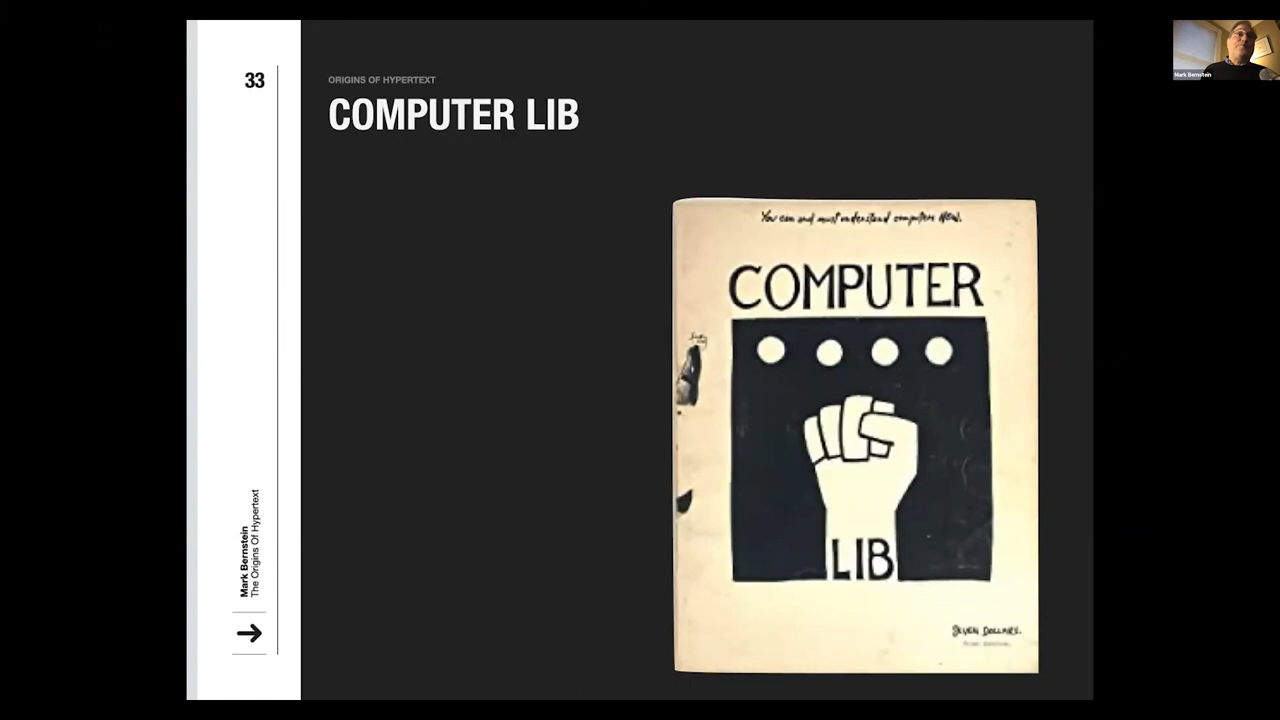 33
ORIGINS OF HYPERTEXT
COMPUTER LIB
You can and must understand computers NOW.
COMPUTER
LIB
SEVEN DOLLARS.
Mark Bernstein
The Origins Of Hypertext
Mark Bernstein